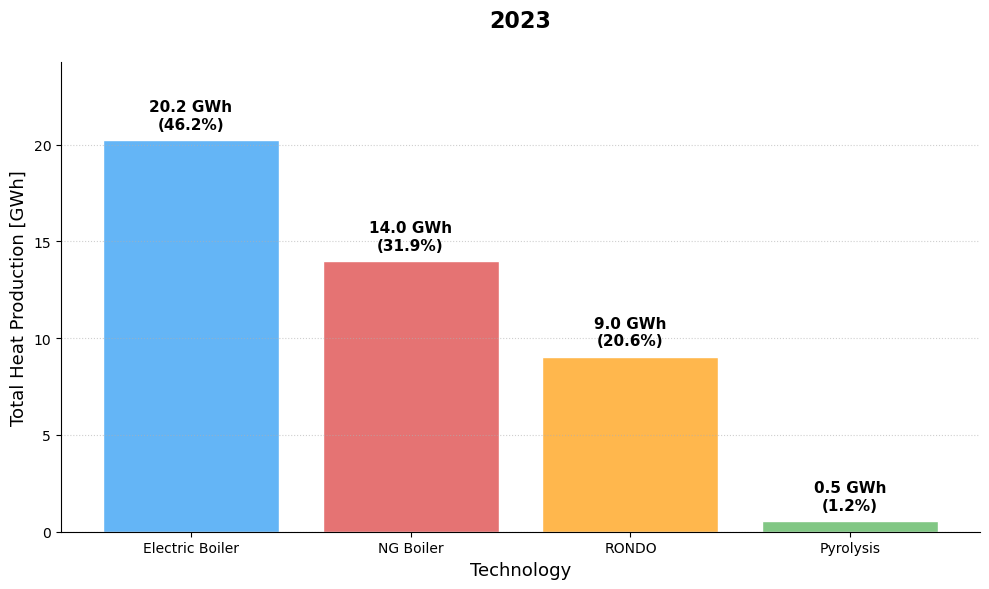 2023
Total Heat Production [GWh]
20
15
10
5
0
20.2 GWh
(46.2%)
14.0 GWh
(31.9%)
9.0 GWh
(20.6%)
0.5 GWh
(1.2%)
Electric Boiler
NG Boiler
RONDO
Pyrolysis
Technology